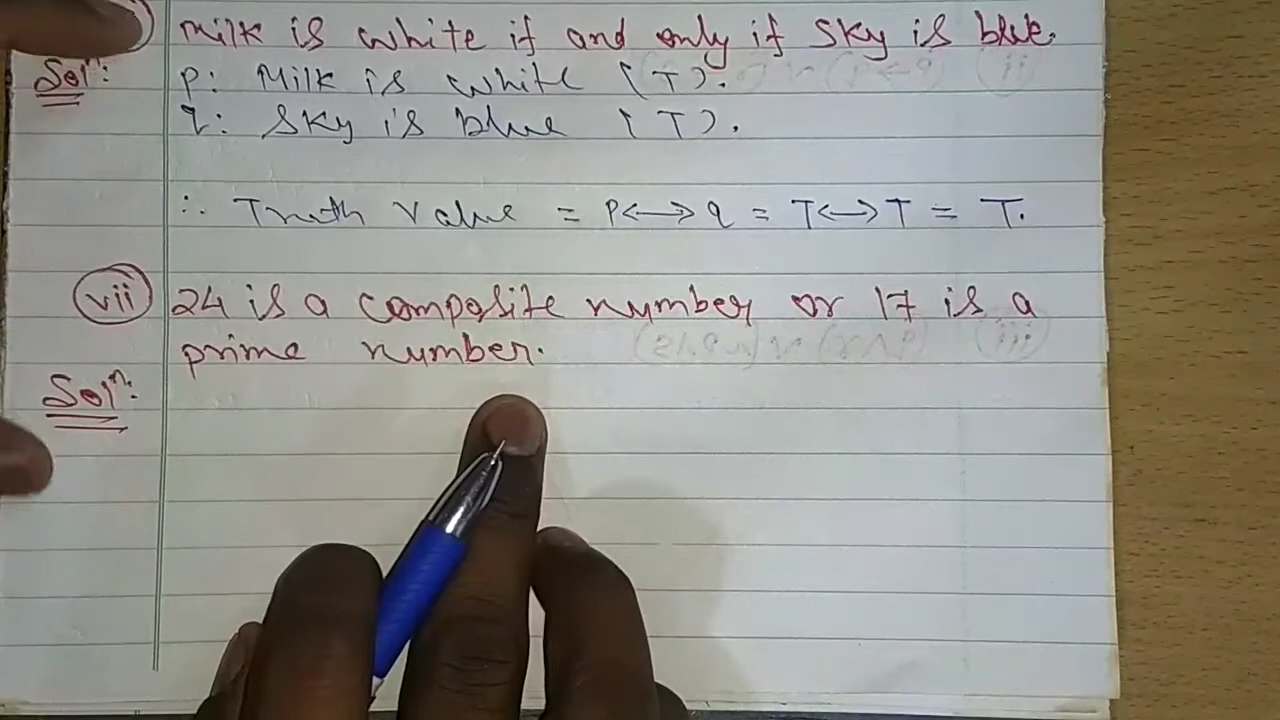 ) Milk is white if and only if Sky is blue.
Solⁿ:
p: Milk is white (T).
q: Sky is blue (T).
∴ Truth Value = P⟷q = T⟷T = T.
vii 24 is a composite number or 17 is a
prime number.
Solⁿ: